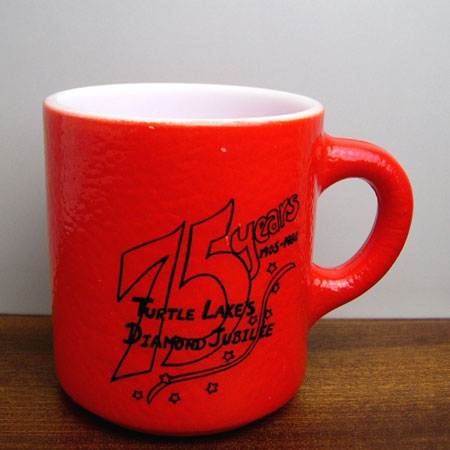 75 years
1905-1980
Turtle Lake's
Diamond Jubilee